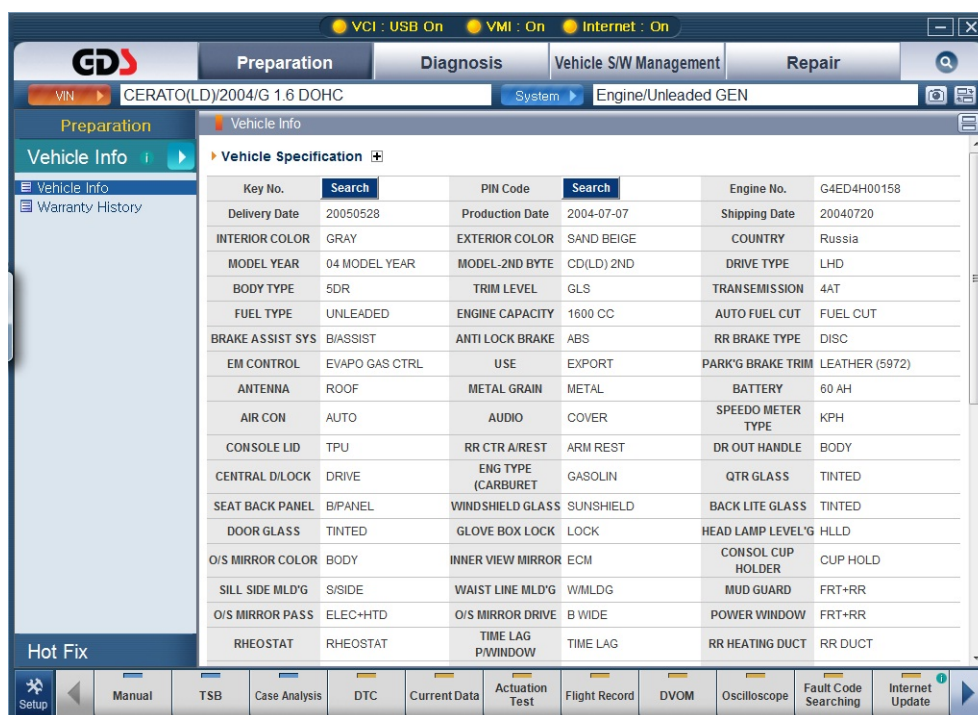 VCI : USB On VMI : On Internet : On
GDS Preparation Diagnosis Vehicle S/W Management Repair
VIN CERATO(LD)/2004/G 1.6 DOHC System Engine/Unleaded GEN
Preparation
Vehicle Info
Vehicle Info
Warranty History
Hot Fix
Vehicle Info
Vehicle Specification
Key No. Search PIN Code Search Engine No. G4ED4H00158
Delivery Date 20050528 Production Date 2004-07-07 Shipping Date 20040720
INTERIOR COLOR GRAY EXTERIOR COLOR SAND BEIGE COUNTRY Russia
MODEL YEAR 04 MODEL YEAR MODEL-2ND BYTE CD(LD) 2ND DRIVE TYPE LHD
BODY TYPE 5DR TRIM LEVEL GLS TRANSEMISSION 4AT
FUEL TYPE UNLEADED ENGINE CAPACITY 1600 CC AUTO FUEL CUT FUEL CUT
BRAKE ASSIST SYS B/ASSIST ANTI LOCK BRAKE ABS RR BRAKE TYPE DISC
EM CONTROL EVAPO GAS CTRL USE EXPORT PARK'G BRAKE TRIM LEATHER (5972)
ANTENNA ROOF METAL GRAIN METAL BATTERY 60 AH
AIR CON AUTO AUDIO COVER SPEEDO METER TYPE KPH
CONSOLE LID TPU RR CTR A/REST ARM REST DR OUT HANDLE BODY
CENTRAL D/LOCK DRIVE ENG TYPE (CARBURET GASOLIN QTR GLASS TINTED
SEAT BACK PANEL B/PANEL WINDSHIELD GLASS SUNSHIELD BACK LITE GLASS TINTED
DOOR GLASS TINTED GLOVE BOX LOCK LOCK HEAD LAMP LEVEL'G HLLD
O/S MIRROR COLOR BODY INNER VIEW MIRROR ECM CONSOL CUP HOLDER CUP HOLD
SILL SIDE MLD'G S/SIDE WAIST LINE MLD'G W/MLDG MUD GUARD FRT+RR
O/S MIRROR PASS ELEC+HTD O/S MIRROR DRIVE B WIDE POWER WINDOW FRT+RR
RHEOSTAT RHEOSTAT TIME LAG P/WINDOW TIME LAG RR HEATING DUCT RR DUCT
Setup Manual TSB Case Analysis DTC Current Data Actuation Test Flight Record DVOM Oscilloscope Fault Code Searching Internet Update